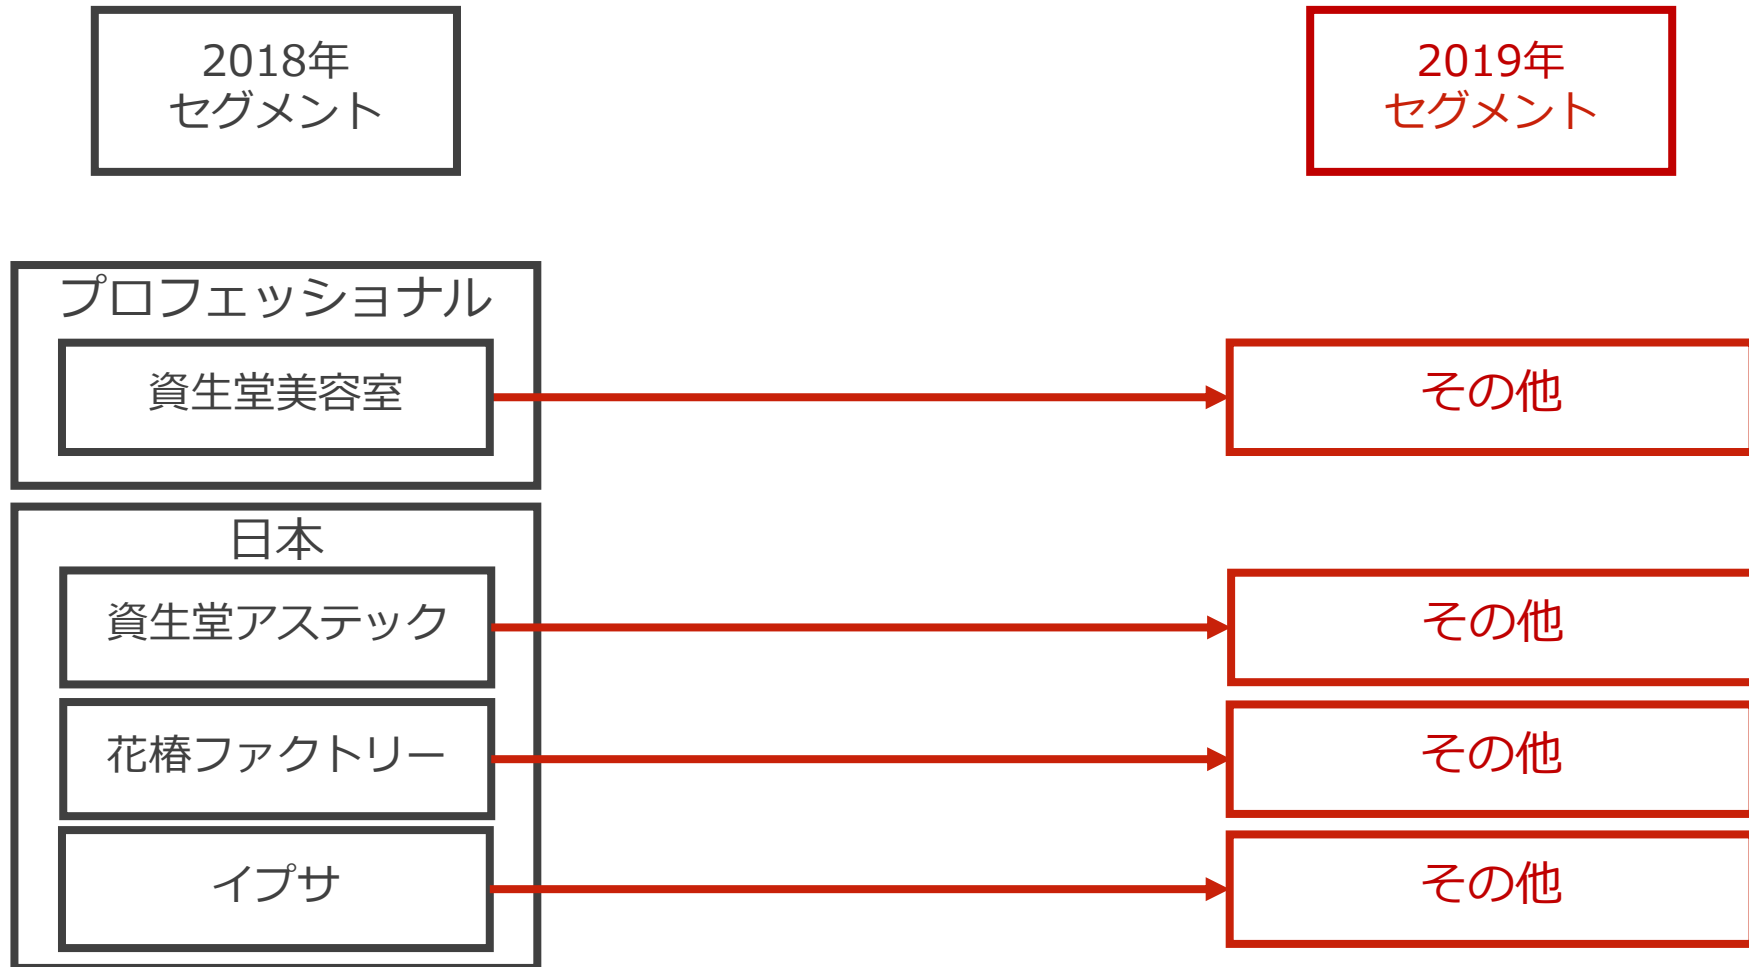 2018年
セグメント
2019年
セグメント
プロフェッショナル
資生堂美容室
その他
日本
資生堂アステック
その他
花椿ファクトリー
その他
イプサ
その他